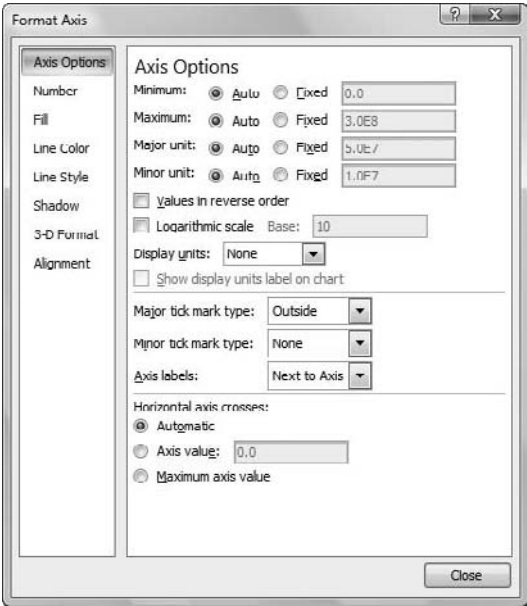 Format Axis
Axis Options
Number
Fill
Line Color
Line Style
Shadow
3-D Format
Alignment
Axis Options
Minimum: Auto Fixed 0.0
Maximum: Auto Fixed 3.0E8
Major unit: Auto Fixed 5.0E7
Minor unit: Auto Fixed 1.0E7
Values in reverse order
Logarithmic scale Base: 10
Display units: None
Show display units label on chart
Major tick mark type: Outside
Minor tick mark type: None
Axis labels: Next to Axis
Horizontal axis crosses:
Automatic
Axis value: 0.0
Maximum axis value
Close